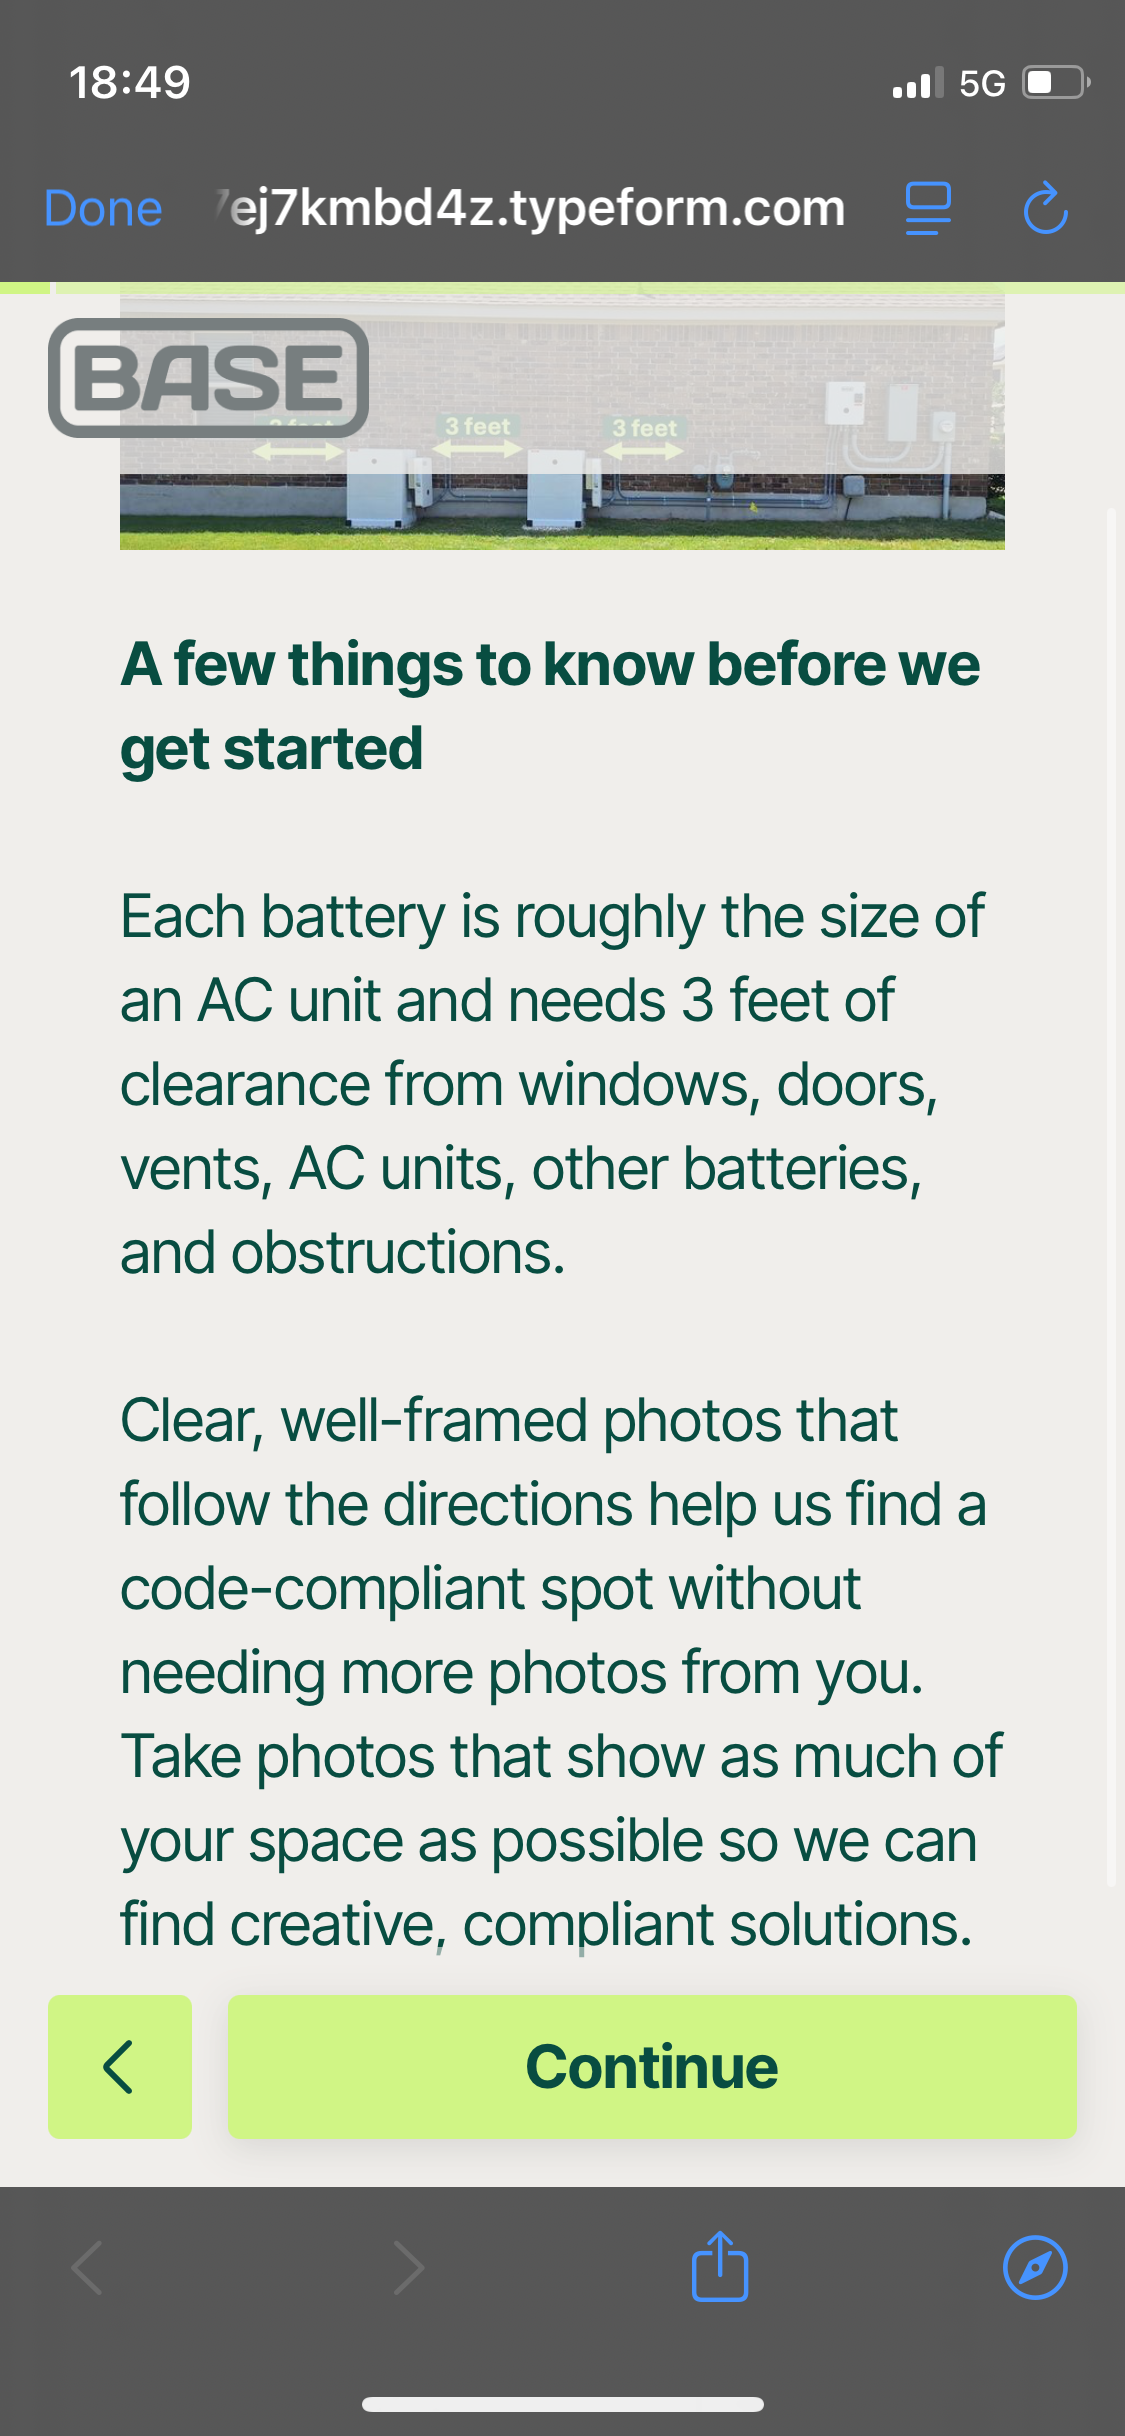 18:49
5G
Done
ej7kmbd4z.typeform.com
BASE
3 feet
3 feet
3 feet
A few things to know before we
get started
Each battery is roughly the size of
an AC unit and needs 3 feet of
clearance from windows, doors,
vents, AC units, other batteries,
and obstructions.
Clear, well-framed photos that
follow the directions help us find a
code-compliant spot without
needing more photos from you.
Take photos that show as much of
your space as possible so we can
find creative, compliant solutions.
Continue